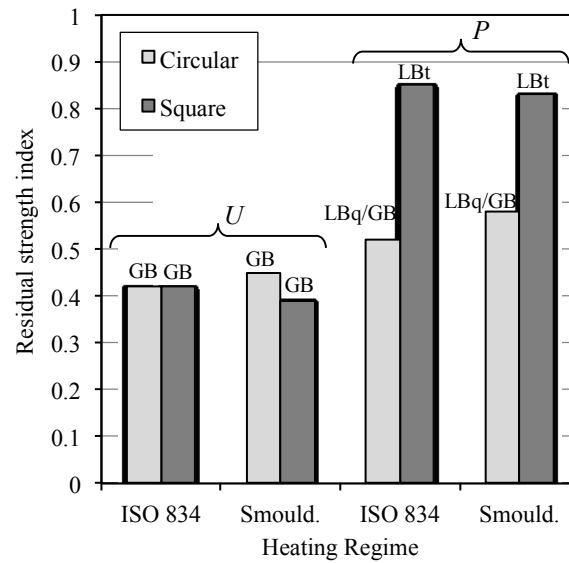 1
0.9
0.8
0.7
0.6
0.5
0.4
0.3
0.2
0.1
0
Residual strength index
Circular
Square
U
P
GB GB
GB
GB
LBq/GB
LBt
LBq/GB
LBt
ISO 834 Smould. ISO 834 Smould.
Heating Regime